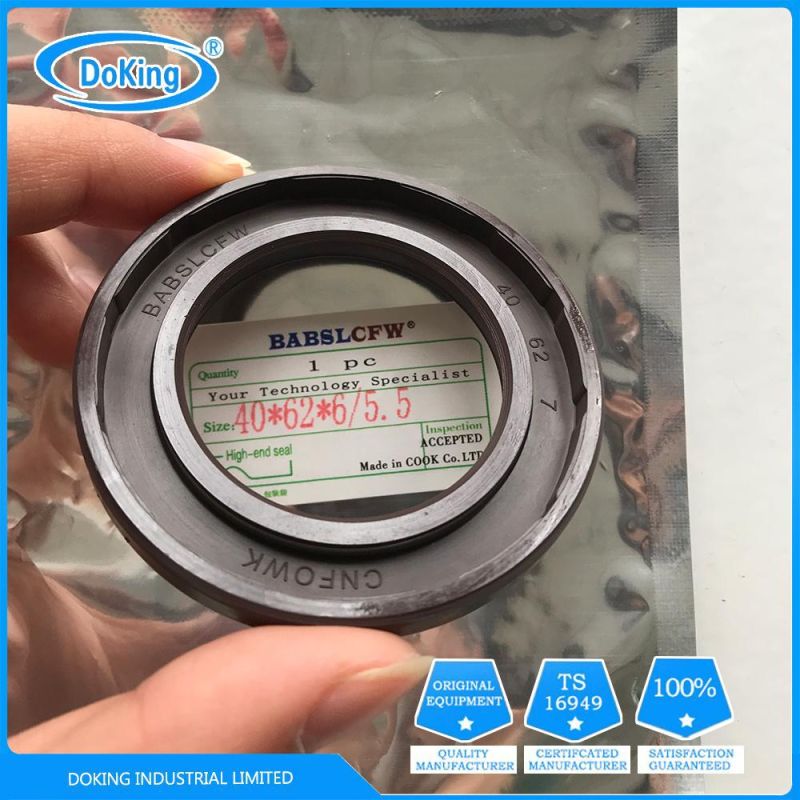 DoKing®
BABSLCFW
40 62 7
CNFOWK
BABSLCFW®
Quantity
1 pc
Your Technology Specialist
Size: 40*62*6/5.5
High-end seal
Inspection
ACCEPTED
Made in COOK Co.LTD
ORIGINAL
EQUIPMENT
QUALITY
MANUFACTURER
TS
16949
CERTIFCATED
MANUFACTURER
100%
SATISFACTION
GUARANTEED
DOKING INDUSTRIAL LIMITED